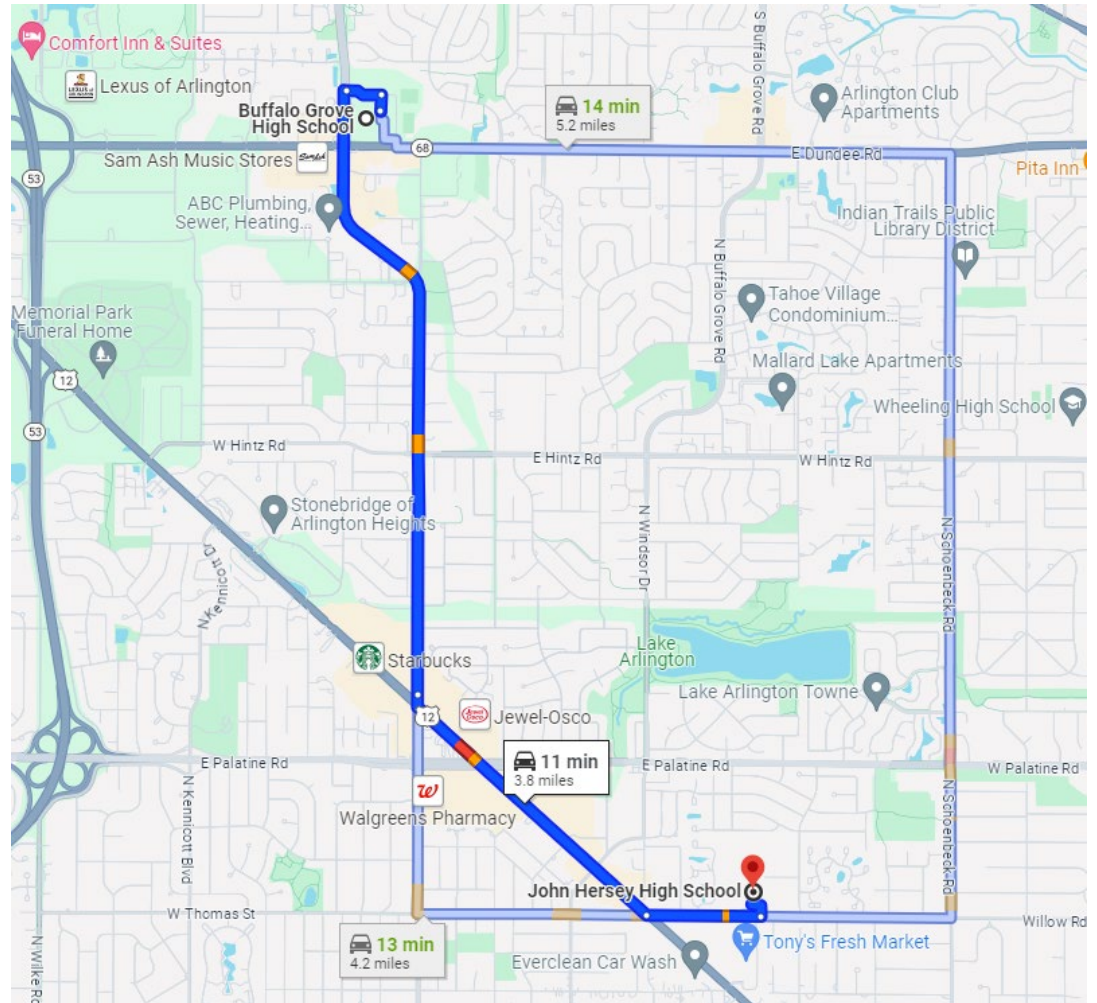 Comfort Inn & Suites
Lexus of Arlington
LEXUS
Buffalo Grove
High School
S Buffalo Grove Rd
14 min
5.2 miles
Arlington Club
Apartments
68
E Dundee Rd
Sam Ash Music Stores
SamAsh
Pita Inn
53
ABC Plumbing,
Sewer, Heating...
Indian Trails Public
Library District
N Buffalo Grove Rd
Tahoe Village
Condominium...
Memorial Park
Funeral Home
12
Mallard Lake Apartments
Wheeling High School
53
W Hintz Rd
E Hintz Rd
W Hintz Rd
Stonebridge of
Arlington Heights
N Windsor Dr
N Schoenbeck Rd
N Kennicott Dr
Starbucks
Lake
Arlington
Lake Arlington Towne
12
Jewel Osco
Jewel-Osco
E Palatine Rd
11 min
3.8 miles
E Palatine Rd
W Palatine Rd
N Kennicott Blvd
W
Walgreens Pharmacy
N Schoenbeck Rd
John Hersey High School
W Thomas St
Willow Rd
13 min
4.2 miles
Tony's Fresh Market
Everclean Car Wash
N Wilke Rd